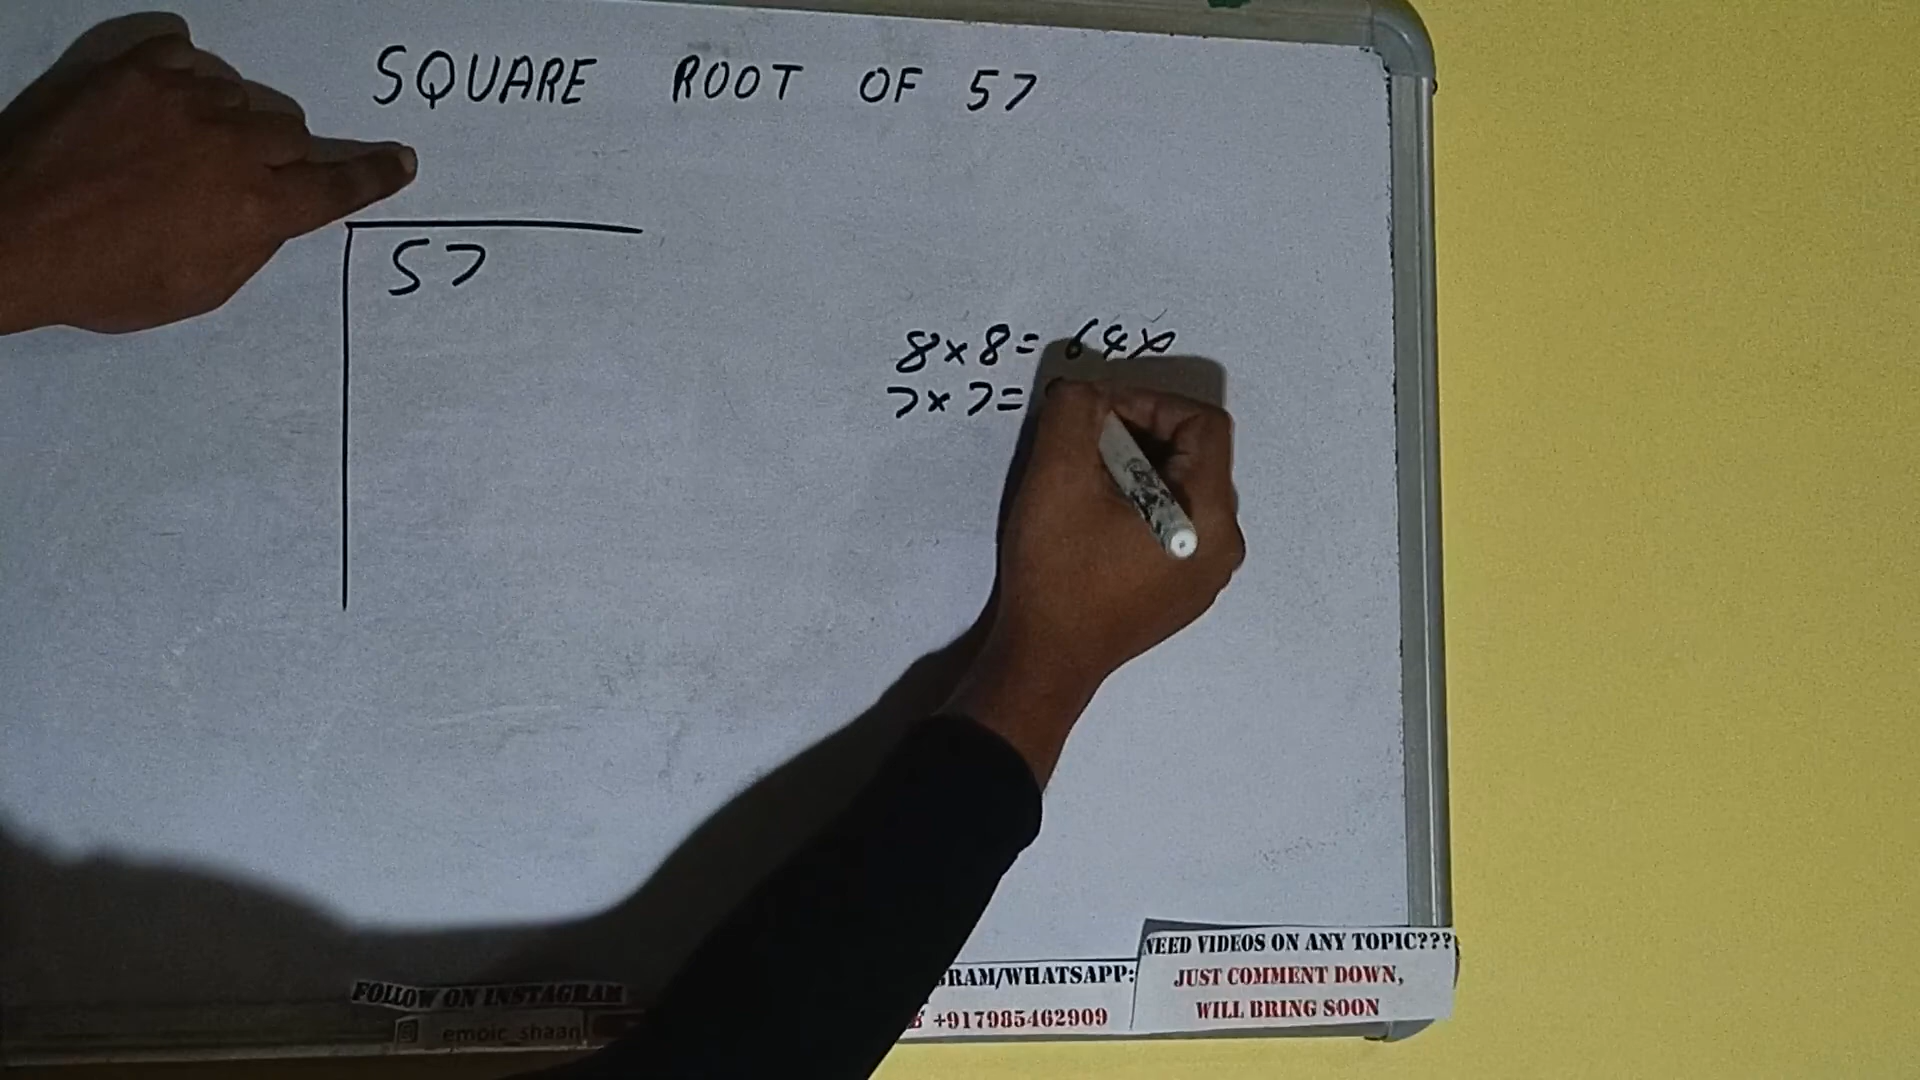 SQUARE ROOT OF 57
57
8×8=64×
7×7=
NEED VIDEOS ON ANY TOPIC???
JUST COMMENT DOWN,
WILL BRING SOON
RAM/WHATSAPP:
+917985462909
FOLLOW ON INSTAGRAM
emoic_shaan